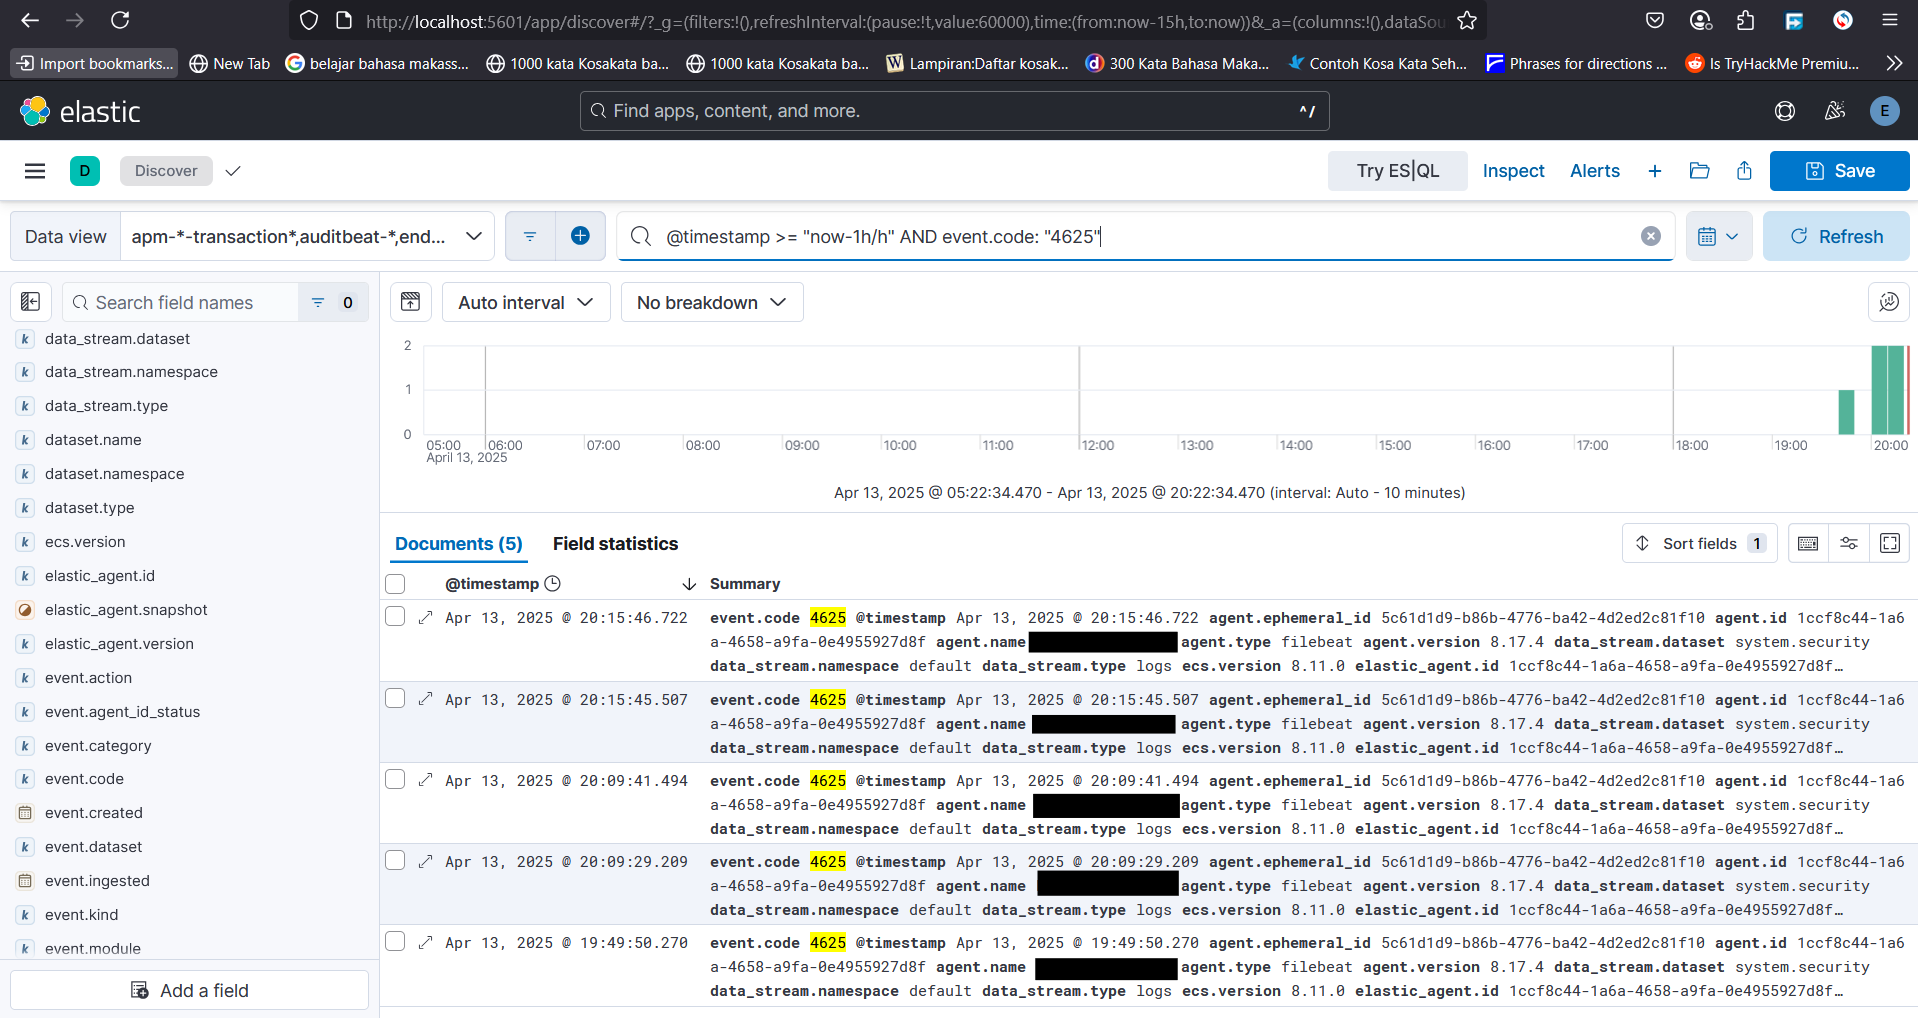 http://localhost:5601/app/discover#/?_g=(filters:!(),refreshInterval:(pause:!t,value:60000),time:(from:now-15h,to:now))&_a=(columns:!(),dataSou
Import bookmarks... New Tab belajar bahasa makass... 1000 kata Kosakata ba... 1000 kata Kosakata ba... Lampiran:Daftar kosak... 300 Kata Bahasa Maka... Contoh Kosa Kata Seh... Phrases for directions ... Is TryHackMe Premiu...
elastic Find apps, content, and more. ^/ E
D Discover Try ES|QL Inspect Alerts Save
Data view apm-*-transaction*,auditbeat-*,end... @timestamp >= "now-1h/h" AND event.code: "4625" Refresh
Search field names 0 Auto interval No breakdown
k data_stream.dataset
k data_stream.namespace
k data_stream.type
k dataset.name
k dataset.namespace
k dataset.type
k ecs.version
k elastic_agent.id
elastic_agent.snapshot
k elastic_agent.version
k event.action
k event.agent_id_status
k event.category
k event.code
event.created
k event.dataset
event.ingested
k event.kind
k event.module
Add a field
2
1
0
05:00 06:00 07:00 08:00 09:00 10:00 11:00 12:00 13:00 14:00 15:00 16:00 17:00 18:00 19:00 20:00
April 13, 2025
Apr 13, 2025 @ 05:22:34.470 - Apr 13, 2025 @ 20:22:34.470 (interval: Auto - 10 minutes)
Documents (5) Field statistics Sort fields 1
@timestamp Summary
Apr 13, 2025 @ 20:15:46.722 event.code 4625 @timestamp Apr 13, 2025 @ 20:15:46.722 agent.ephemeral_id 5c61d1d9-b86b-4776-ba42-4d2ed2c81f10 agent.id 1ccf8c44-1a6
a-4658-a9fa-0e4955927d8f agent.name agent.type filebeat agent.version 8.17.4 data_stream.dataset system.security
data_stream.namespace default data_stream.type logs ecs.version 8.11.0 elastic_agent.id 1ccf8c44-1a6a-4658-a9fa-0e4955927d8f…
Apr 13, 2025 @ 20:15:45.507 event.code 4625 @timestamp Apr 13, 2025 @ 20:15:45.507 agent.ephemeral_id 5c61d1d9-b86b-4776-ba42-4d2ed2c81f10 agent.id 1ccf8c44-1a6
a-4658-a9fa-0e4955927d8f agent.name agent.type filebeat agent.version 8.17.4 data_stream.dataset system.security
data_stream.namespace default data_stream.type logs ecs.version 8.11.0 elastic_agent.id 1ccf8c44-1a6a-4658-a9fa-0e4955927d8f…
Apr 13, 2025 @ 20:09:41.494 event.code 4625 @timestamp Apr 13, 2025 @ 20:09:41.494 agent.ephemeral_id 5c61d1d9-b86b-4776-ba42-4d2ed2c81f10 agent.id 1ccf8c44-1a6
a-4658-a9fa-0e4955927d8f agent.name agent.type filebeat agent.version 8.17.4 data_stream.dataset system.security
data_stream.namespace default data_stream.type logs ecs.version 8.11.0 elastic_agent.id 1ccf8c44-1a6a-4658-a9fa-0e4955927d8f…
Apr 13, 2025 @ 20:09:29.209 event.code 4625 @timestamp Apr 13, 2025 @ 20:09:29.209 agent.ephemeral_id 5c61d1d9-b86b-4776-ba42-4d2ed2c81f10 agent.id 1ccf8c44-1a6
a-4658-a9fa-0e4955927d8f agent.name agent.type filebeat agent.version 8.17.4 data_stream.dataset system.security
data_stream.namespace default data_stream.type logs ecs.version 8.11.0 elastic_agent.id 1ccf8c44-1a6a-4658-a9fa-0e4955927d8f…
Apr 13, 2025 @ 19:49:50.270 event.code 4625 @timestamp Apr 13, 2025 @ 19:49:50.270 agent.ephemeral_id 5c61d1d9-b86b-4776-ba42-4d2ed2c81f10 agent.id 1ccf8c44-1a6
a-4658-a9fa-0e4955927d8f agent.name agent.type filebeat agent.version 8.17.4 data_stream.dataset system.security
data_stream.namespace default data_stream.type logs ecs.version 8.11.0 elastic_agent.id 1ccf8c44-1a6a-4658-a9fa-0e4955927d8f…